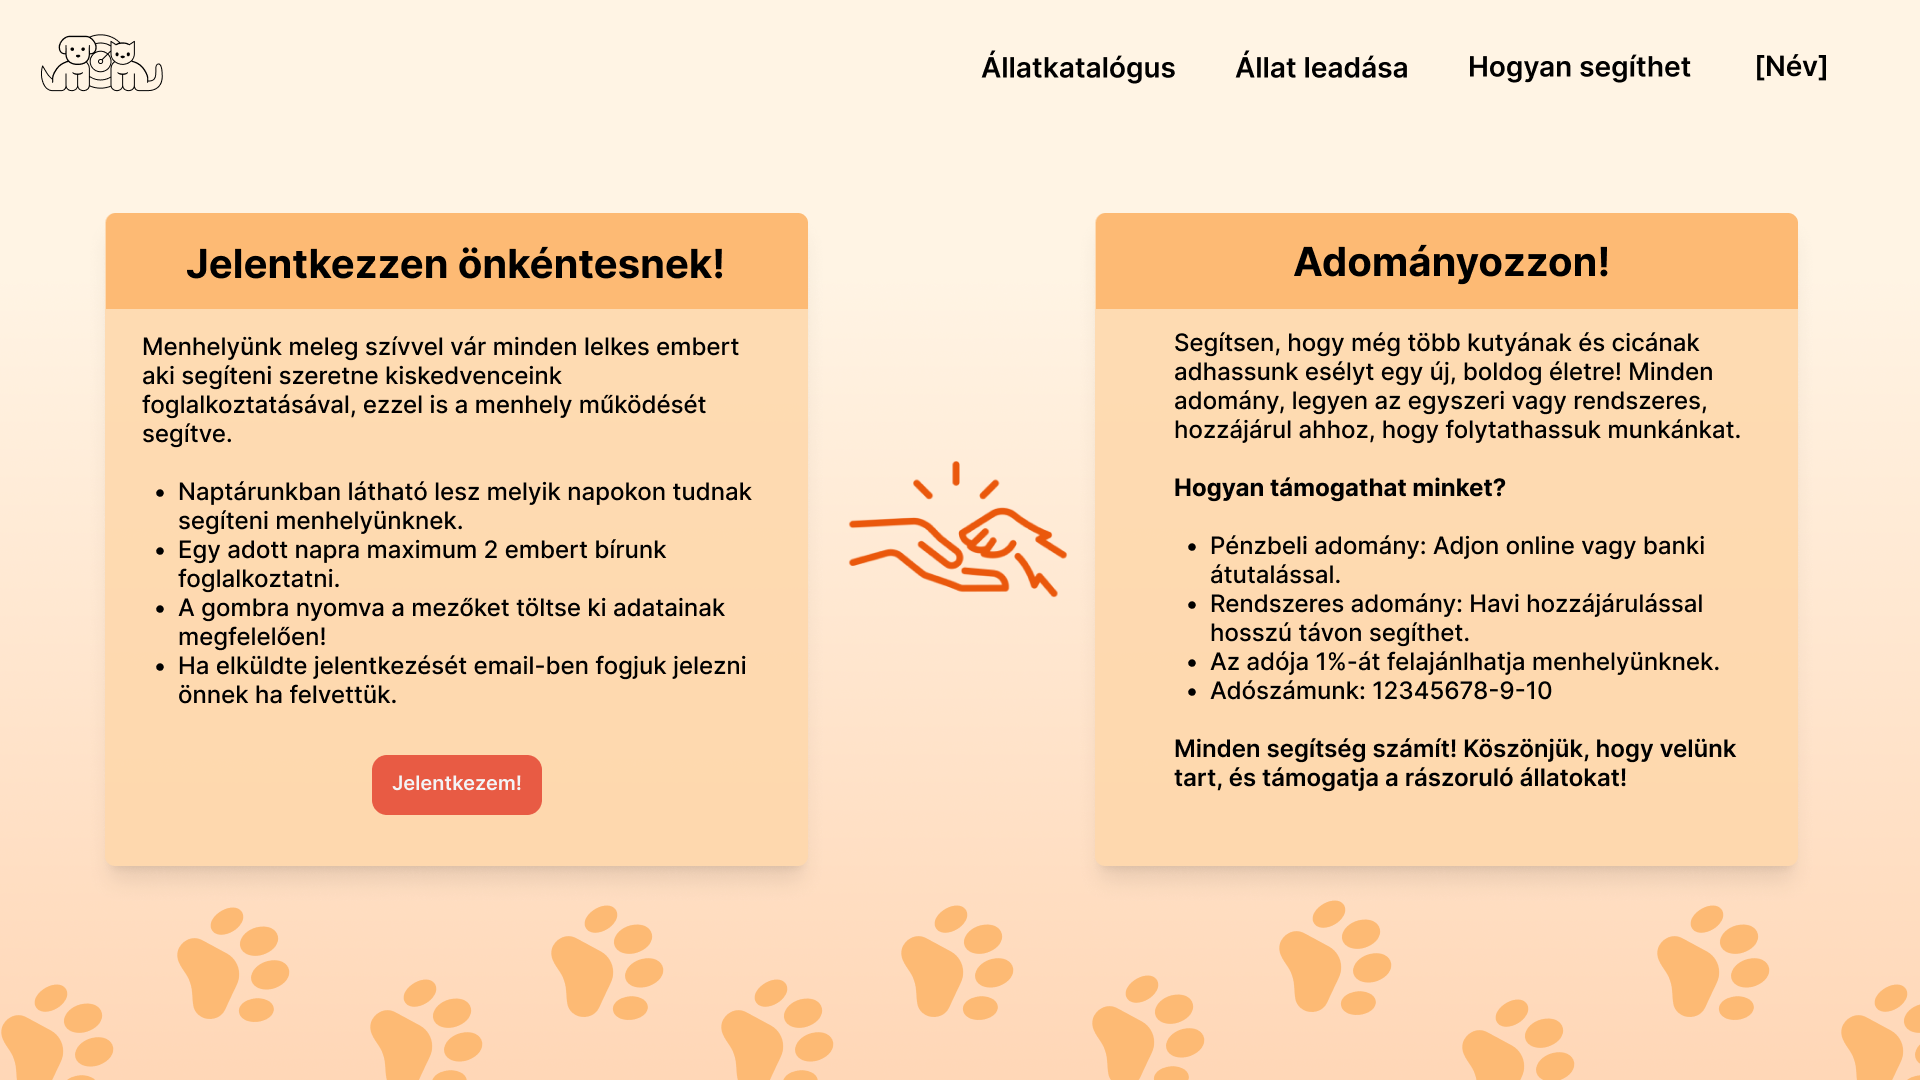 Állatkatalógus
Állat leadása
Hogyan segíthet
[Név]
Jelentkezzen önkéntesnek!
Menhelyünk meleg szívvel vár minden lelkes embert
aki segíteni szeretne kiskedvenceink
foglalkoztatásával, ezzel is a menhely működését
segítve.
• Naptárunkban látható lesz melyik napokon tudnak
segíteni menhelyünknek.
• Egy adott napra maximum 2 embert bírunk
foglalkoztatni.
• A gombra nyomva a mezőket töltse ki adatainak
megfelelően!
• Ha elküldte jelentkezését email-ben fogjuk jelezni
önnek ha felvettük.
Jelentkezem!
Adományozzon!
Segítsen, hogy még több kutyának és cicának
adhassunk esélyt egy új, boldog életre! Minden
adomány, legyen az egyszeri vagy rendszeres,
hozzájárul ahhoz, hogy folytathassuk munkánkat.
Hogyan támogathat minket?
• Pénzbeli adomány: Adjon online vagy banki
átutalással.
• Rendszeres adomány: Havi hozzájárulással
hosszú távon segíthet.
• Az adója 1%-át felajánlhatja menhelyünknek.
• Adószámunk: 12345678-9-10
Minden segítség számít! Köszönjük, hogy velünk
tart, és támogatja a rászoruló állatokat!